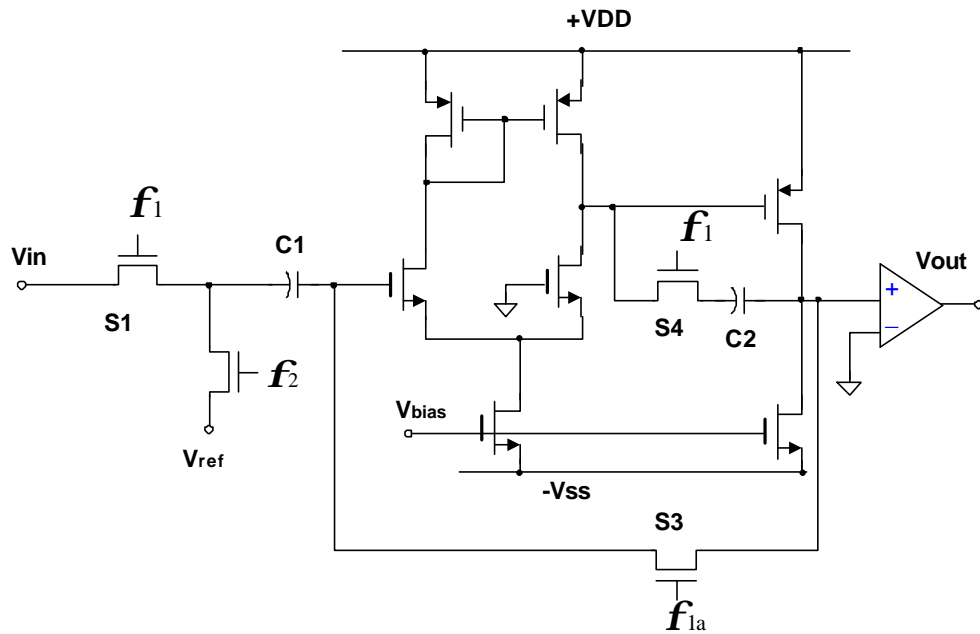 +VDD
f1
Vin
C1
f1
Vout
S1
+
S4
C2
−
f2
Vbias
Vref
-Vss
S3
f1a